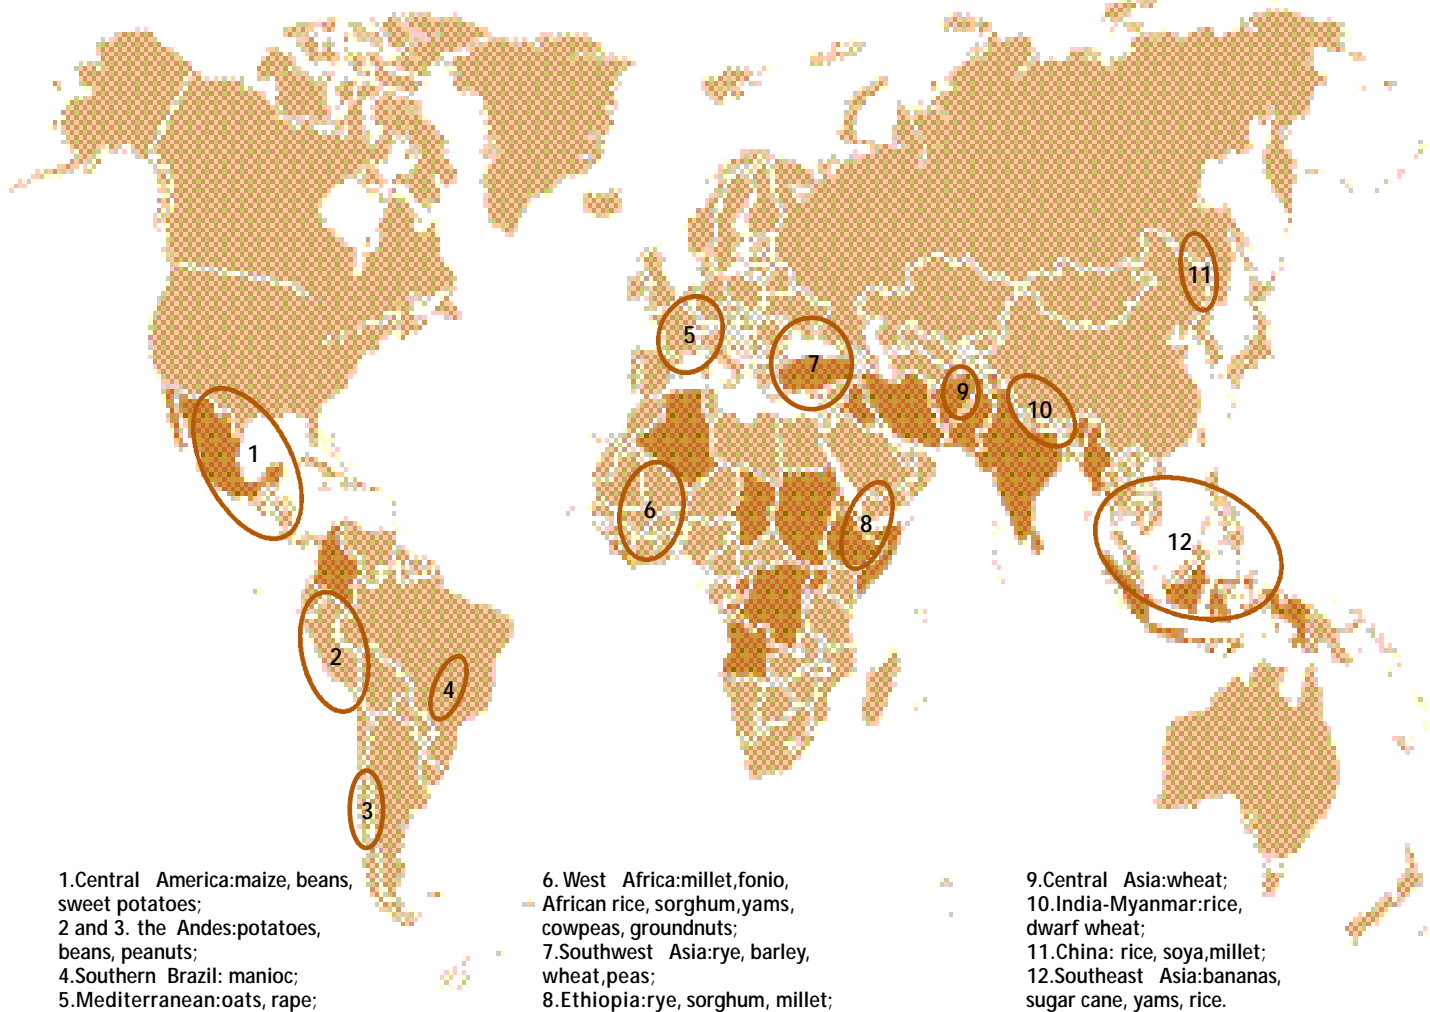 1
2
3
4
5
6
7
8
9
10
11
12
1.Central America:maize, beans,
sweet potatoes;
2 and 3. the Andes:potatoes,
beans, peanuts;
4.Southern Brazil: manioc;
5.Mediterranean:oats, rape;
6. West Africa:millet,fonio,
African rice, sorghum,yams,
cowpeas, groundnuts;
7.Southwest Asia:rye, barley,
wheat,peas;
8.Ethiopia:rye, sorghum, millet;
9.Central Asia:wheat;
10.India-Myanmar:rice,
dwarf wheat;
11.China: rice, soya,millet;
12.Southeast Asia:bananas,
sugar cane, yams, rice.